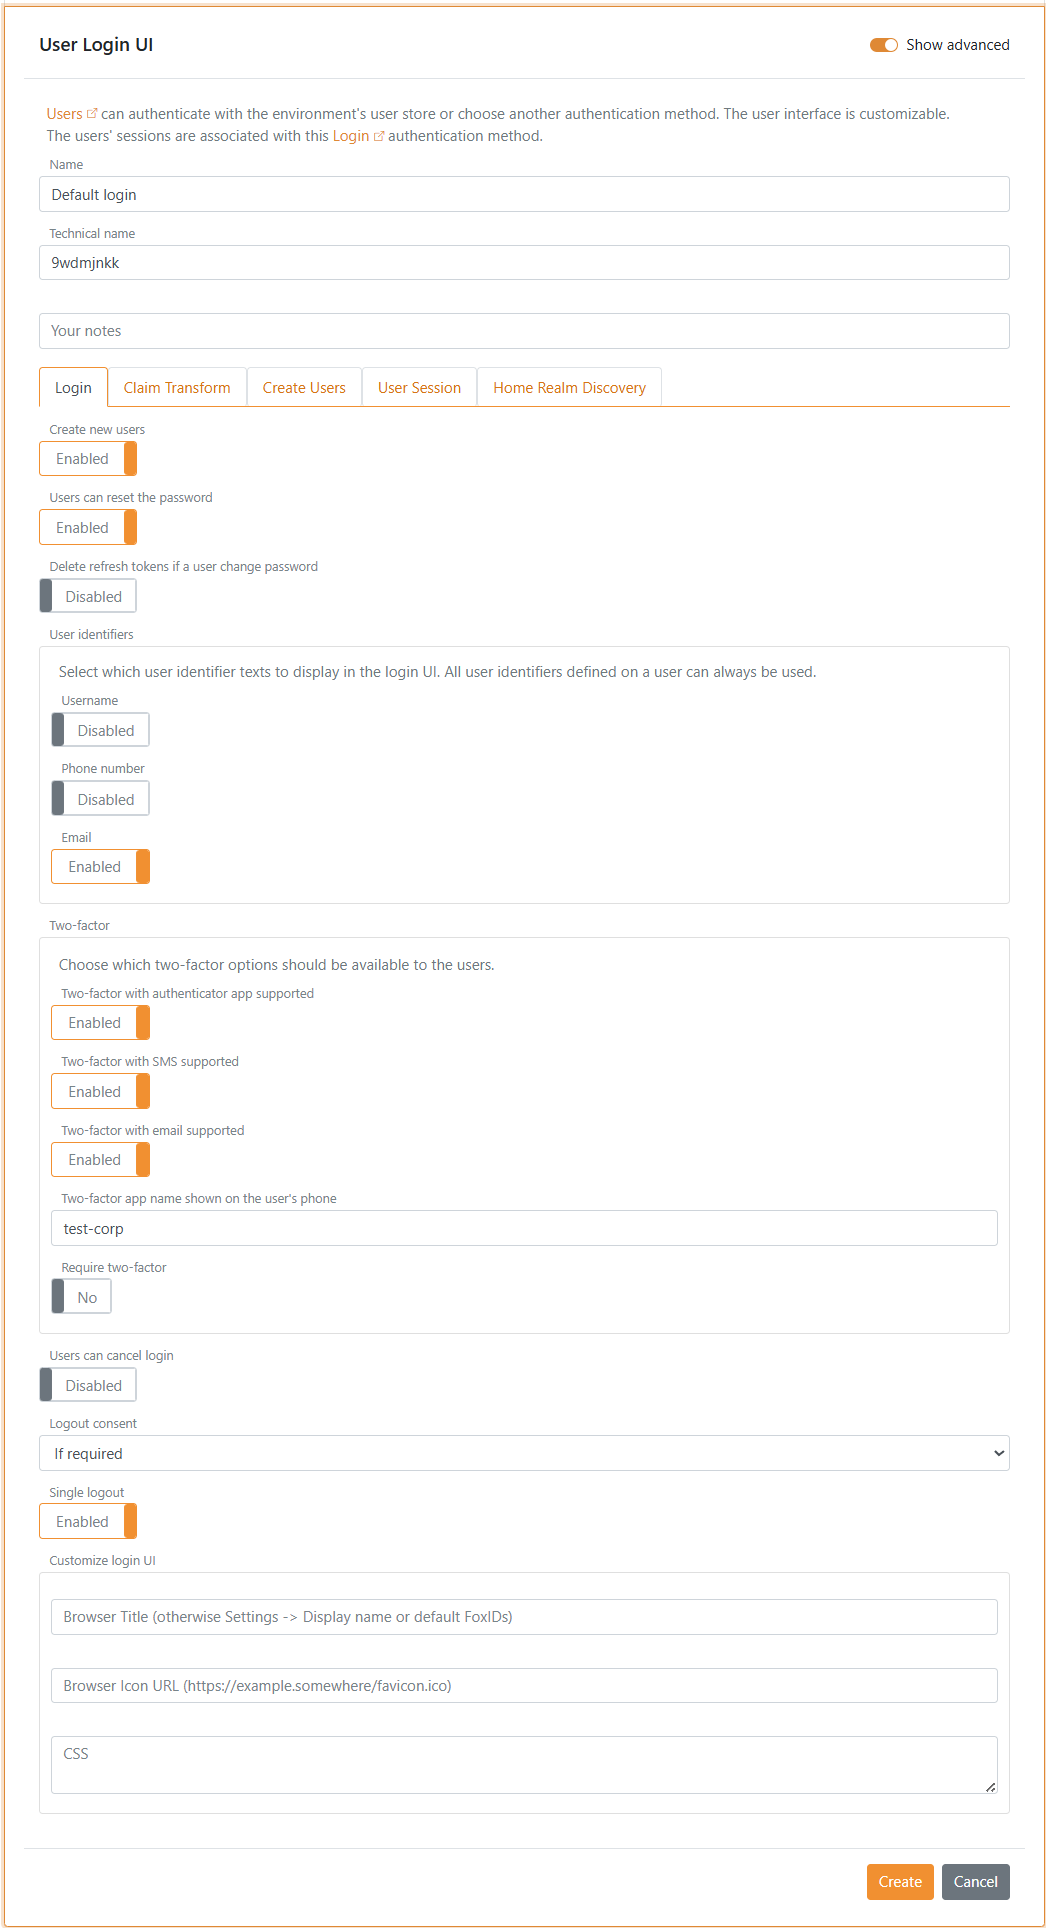 User Login UI
Show advanced
Users can authenticate with the environment's user store or choose another authentication method. The user interface is customizable.
The users' sessions are associated with this Login authentication method.
Name
Default login
Technical name
9wdmjnkk
Your notes
Login
Claim Transform
Create Users
User Session
Home Realm Discovery
Create new users
Enabled
Users can reset the password
Enabled
Delete refresh tokens if a user change password
Disabled
User identifiers
Select which user identifier texts to display in the login UI. All user identifiers defined on a user can always be used.
Username
Disabled
Phone number
Disabled
Email
Enabled
Two-factor
Choose which two-factor options should be available to the users.
Two-factor with authenticator app supported
Enabled
Two-factor with SMS supported
Enabled
Two-factor with email supported
Enabled
Two-factor app name shown on the user's phone
test-corp
Require two-factor
No
Users can cancel login
Disabled
Logout consent
If required
Single logout
Enabled
Customize login UI
Browser Title (otherwise Settings -> Display name or default FoxIDs)
Browser Icon URL (https://example.somewhere/favicon.ico)
CSS
Create
Cancel